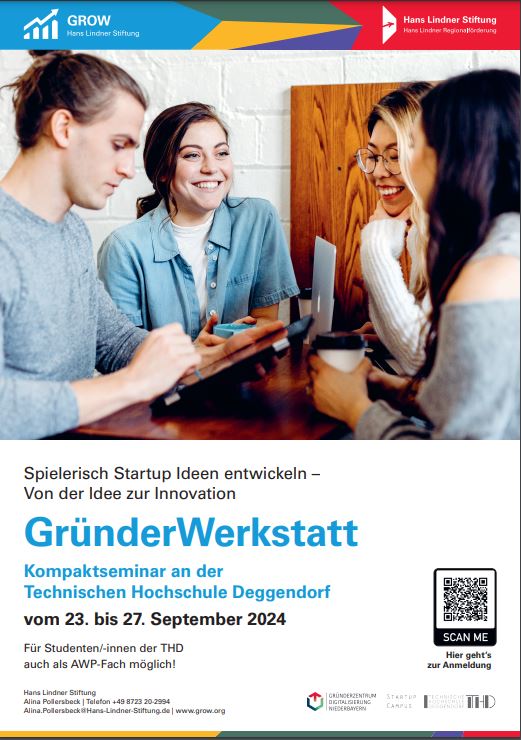 GROW
Hans Lindner Stiftung
Hans Lindner Stiftung
Hans Lindner Regionalförderung
Spielerisch Startup Ideen entwickeln –
Von der Idee zur Innovation
GründerWerkstatt
Kompaktseminar an der
Technischen Hochschule Deggendorf
vom 23. bis 27. September 2024
Für Studenten/-innen der THD
auch als AWP-Fach möglich!
SCAN ME
Hier geht's
zur Anmeldung
Hans Lindner Stiftung
Alina Pollersbeck | Telefon +49 8723 20-2994
Alina.Pollersbeck@Hans-Lindner-Stiftung.de | www.grow.org
GRÜNDERZENTRUM
DIGITALISIERUNG
NIEDERBAYERN
STARTUP
CAMPUS
TECHNISCHE
HOCHSCHULE
DEGGENDORF
THD